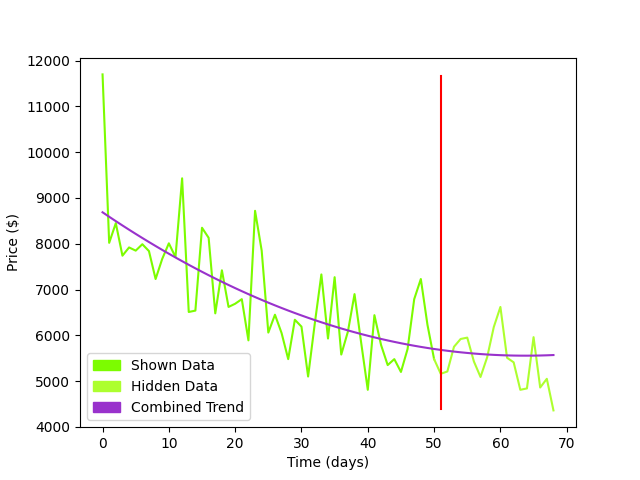 12000
11000
10000
9000
8000
7000
6000
5000
4000
Price ($)
Shown Data
Hidden Data
Combined Trend
0 10 20 30 40 50 60 70
Time (days)